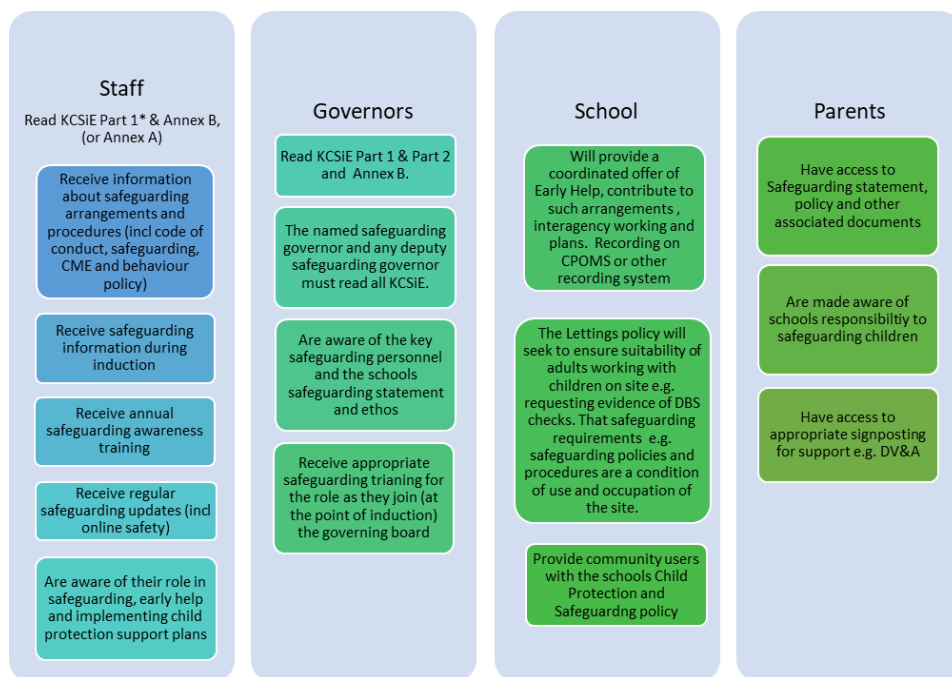 Staff
Read KCSiE Part 1* & Annex B,
(or Annex A)
Receive information
about safeguarding
arrangements and
procedures (incl code of
conduct, safeguarding,
CME and behaviour
policy)
Receive safeguarding
information during
induction
Receive annual
safeguarding awareness
training
Receive regular
safeguarding updates (incl
online safety)
Are aware of their role in
safeguarding, early help
and implementing child
protection support plans
Governors
Read KCSiE Part 1 & Part 2
and Annex B.
The named safeguarding
governor and any deputy
safeguarding governor
must read all KCSiE.
Are aware of the key
safeguarding personnel
and the schools
safeguarding statement
and ethos
Receive appropriate
safeguarding trianing for
the role as they join (at
the point of induction)
the governing board
School
Will provide a
coordinated offer of
Early Help, contribute to
such arrangements ,
interagency working and
plans. Recording on
CPOMS or other
recording system
The Lettings policy will
seek to ensure suitability of
adults working with
children on site e.g.
requesting evidence of DBS
checks. That safeguarding
requirements e.g.
safeguarding policies and
procedures are a condition
of use and occupation of
the site.
Provide community users
with the schools Child
Protection and
Safeguardng policy
Parents
Have access to
Safeguarding statement,
policy and other
associated documents
Are made aware of
schools responsibiltiy to
safeguarding children
Have access to
appropriate signposting
for support e.g. DV&A